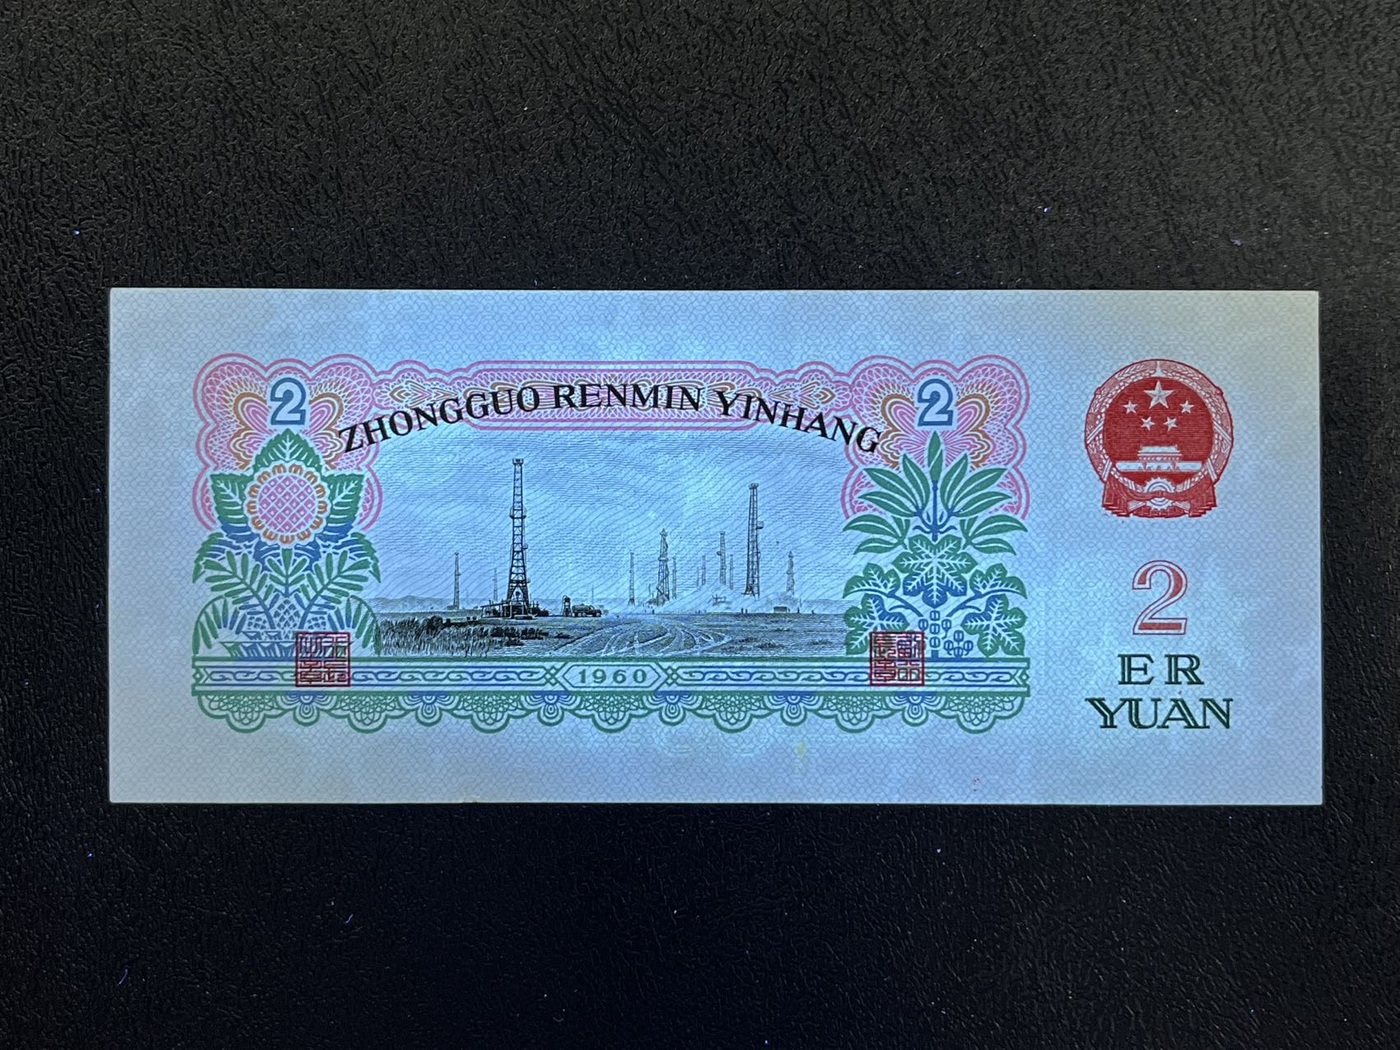 2
2
ZHONGGUO RENMIN YINHANG
1960
2
ER
YUAN